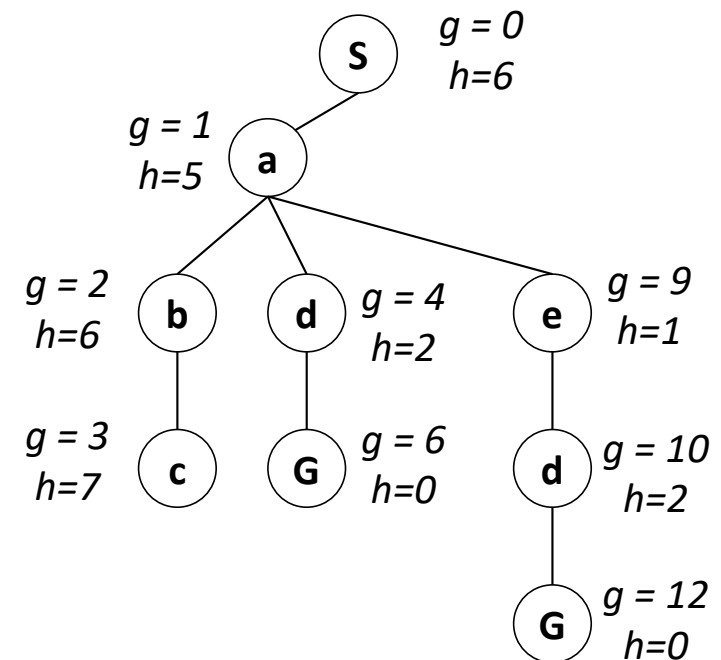 S
g = 0
h=6
g = 1
h=5
a
g = 2
h=6
b
d
g = 4
h=2
e
g = 9
h=1
g = 3
h=7
c
G
g = 6
h=0
d
g = 10
h=2
G
g = 12
h=0